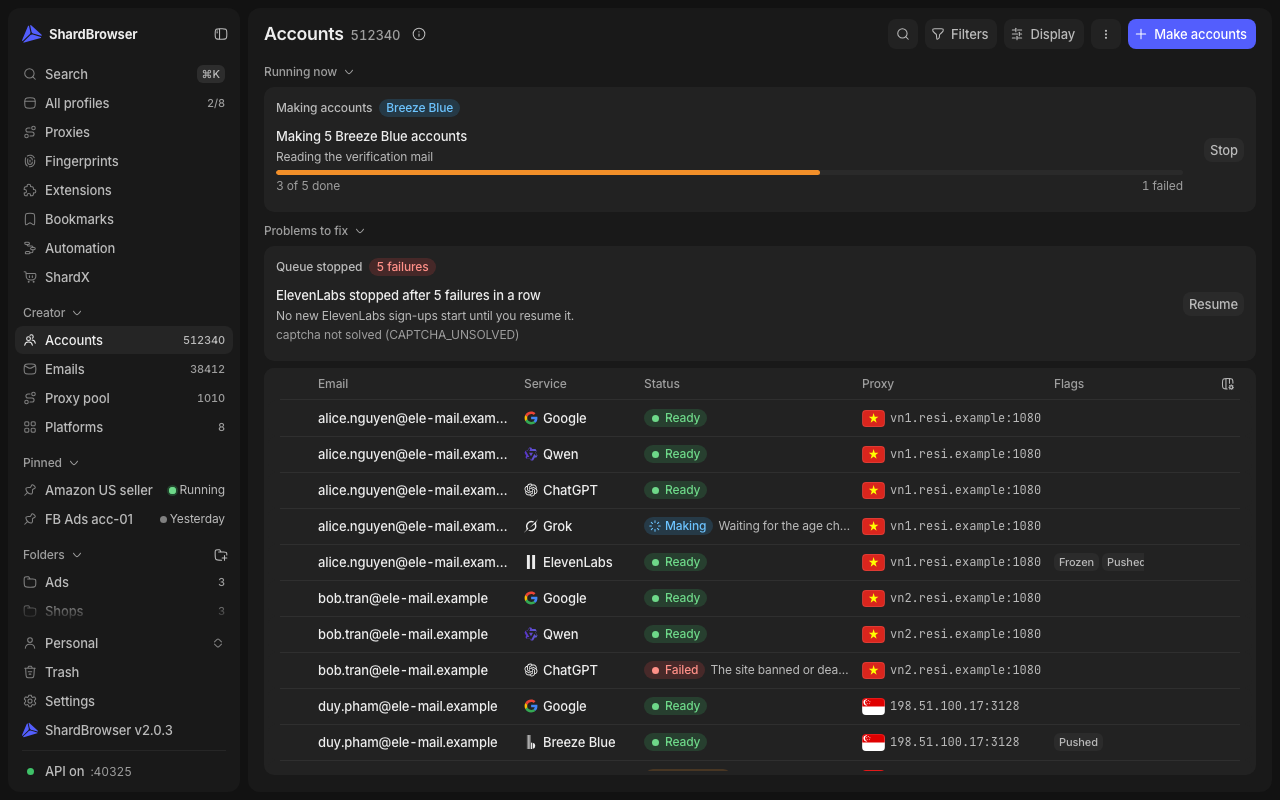 ShardBrowser
Search ⌘K
All profiles 2/8
Proxies
Fingerprints
Extensions
Bookmarks
Automation
ShardX
Creator
Accounts 512340
Emails 38412
Proxy pool 1010
Platforms 8
Pinned
Amazon US seller Running
FB Ads acc-01 Yesterday
Folders
Ads 3
Shops 3
Personal
Trash
Settings
ShardBrowser v2.0.3
API on :40325
Accounts 512340
Filters
Display
Make accounts
Running now
Making accounts Breeze Blue
Making 5 Breeze Blue accounts
Reading the verification mail
3 of 5 done 1 failed
Stop
Problems to fix
Queue stopped 5 failures
ElevenLabs stopped after 5 failures in a row
No new ElevenLabs sign-ups start until you resume it.
captcha not solved (CAPTCHA_UNSOLVED)
Resume
Email Service Status Proxy Flags
alice.nguyen@ele-mail.exam... Google Ready vn1.resi.example:1080
alice.nguyen@ele-mail.exam... Qwen Ready vn1.resi.example:1080
alice.nguyen@ele-mail.exam... ChatGPT Ready vn1.resi.example:1080
alice.nguyen@ele-mail.exam... Grok Making Waiting for the age ch... vn1.resi.example:1080
alice.nguyen@ele-mail.exam... ElevenLabs Ready vn1.resi.example:1080 Frozen Pushed
bob.tran@ele-mail.example Google Ready vn2.resi.example:1080
bob.tran@ele-mail.example Qwen Ready vn2.resi.example:1080
bob.tran@ele-mail.example ChatGPT Failed The site banned or dea... vn2.resi.example:1080
duy.pham@ele-mail.example Google Ready 198.51.100.17:3128
duy.pham@ele-mail.example Breeze Blue Ready 198.51.100.17:3128 Pushed